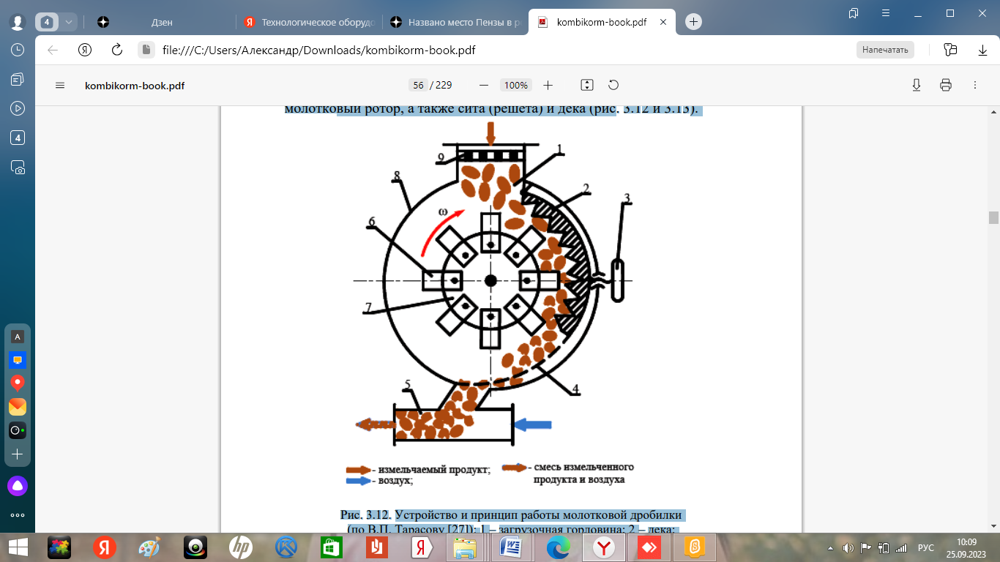 4
Дзен
Технологическое оборудо
Названо место Пензы в р
kombikorm-book.pdf
file:///C:/Users/Александр/Downloads/kombikorm-book.pdf
Напечатать
kombikorm-book.pdf
56 / 229
100%
молотковый ротор, а также сита (решета) и дека (рис. 3.12 и 3.13).
9
1
8
2
3
ω
6
7
5
4
- измельчаемый продукт;
- воздух;
- смесь измельченного
продукта и воздуха
Рис. 3.12. Устройство и принцип работы молотковой дробилки
(по В.П. Тарасову [27]): 1 – загрузочная горловина; 2 – дека;
4
A
РУС
10:09
25.09.2023